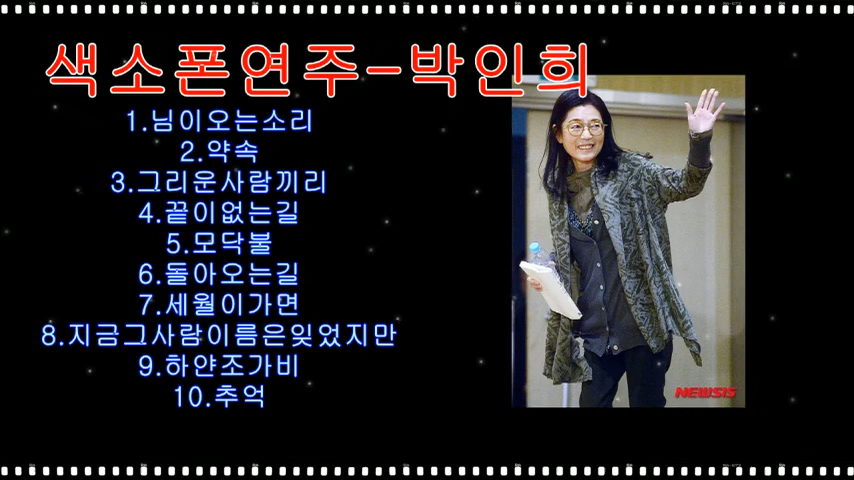 색소폰연주-박인희
1.님이오는소리
2.약속
3.그리운사람끼리
4.끝이없는길
5.모닥불
6.돌아오는길
7.세월이가면
8.지금그사람이름은잊었지만
9.하얀조가비
10.추억
NEWSIS